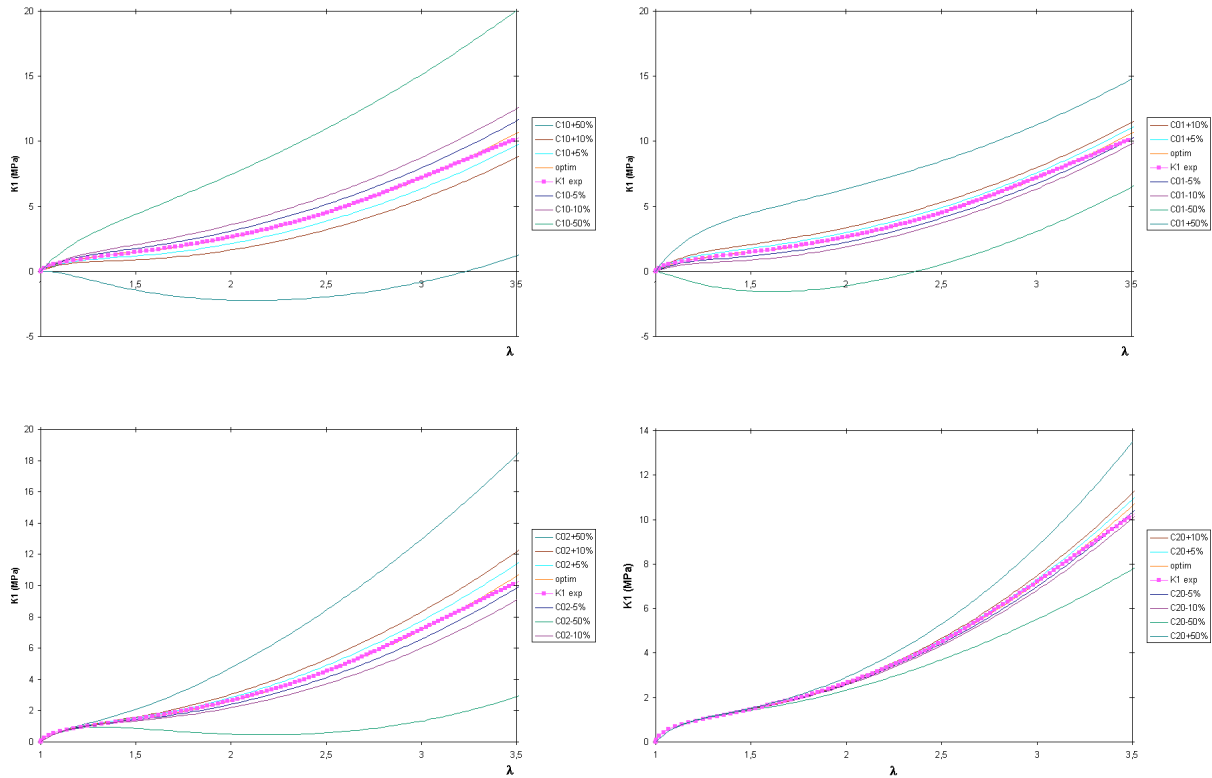 20
15
10
5
0
-5
K1 (MPa)
1
1,5
2
2,5
3
3,5
λ
C10+50%
C10+10%
C10+5%
optim
K1 exp
C10-5%
C10-10%
C10-50%
20
15
10
5
0
-5
K1 (MPa)
1
1,5
2
2,5
3
3,5
λ
C01+10%
C01+5%
optim
K1 exp
C01-5%
C01-10%
C01-50%
C01+50%
20
18
16
14
12
10
8
6
4
2
0
K1 (MPa)
1
1,5
2
2,5
3
3,5
λ
C02+50%
C02+10%
C02+5%
optim
K1 exp
C02-5%
C02-50%
C02-10%
14
12
10
8
6
4
2
0
K1 (MPa)
1
1,5
2
2,5
3
3,5
λ
C20+10%
C20+5%
optim
K1 exp
C20-5%
C20-10%
C20-50%
C20+50%